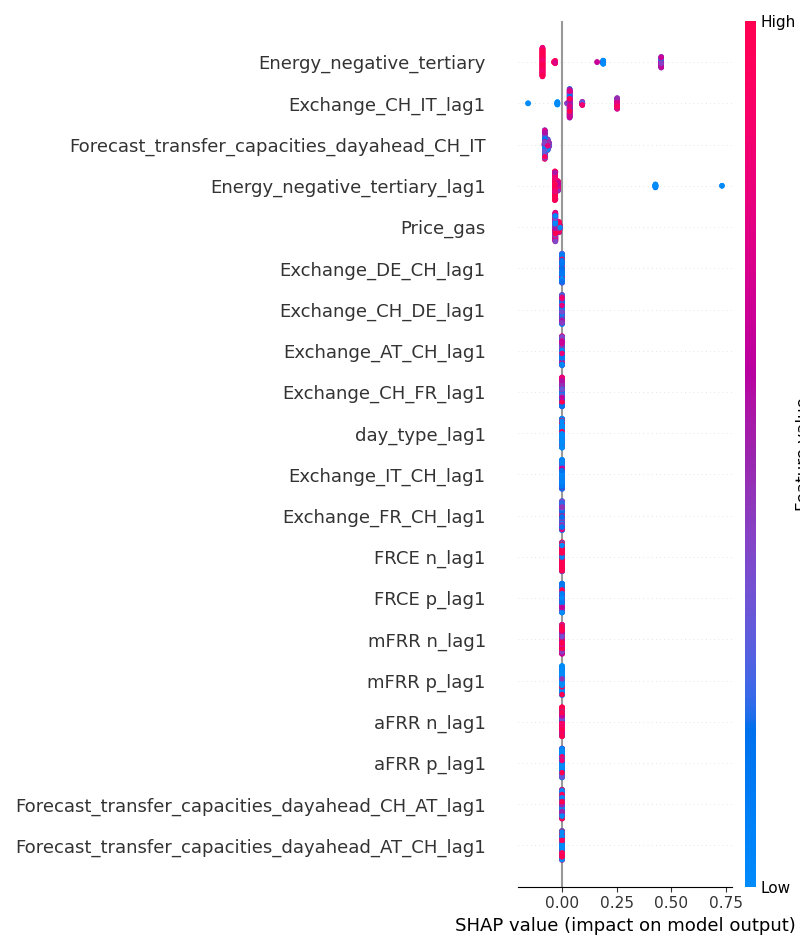 High
Energy_negative_tertiary
Exchange_CH_IT_lag1
Forecast_transfer_capacities_dayahead_CH_IT
Energy_negative_tertiary_lag1
Price_gas
Exchange_DE_CH_lag1
Exchange_CH_DE_lag1
Exchange_AT_CH_lag1
Exchange_CH_FR_lag1
day_type_lag1
Exchange_IT_CH_lag1
Exchange_FR_CH_lag1
FRCE n_lag1
FRCE p_lag1
mFRR n_lag1
mFRR p_lag1
aFRR n_lag1
aFRR p_lag1
Forecast_transfer_capacities_dayahead_CH_AT_lag1
Forecast_transfer_capacities_dayahead_AT_CH_lag1
Low
0.00 0.25 0.50 0.75
SHAP value (impact on model output)
Feature value